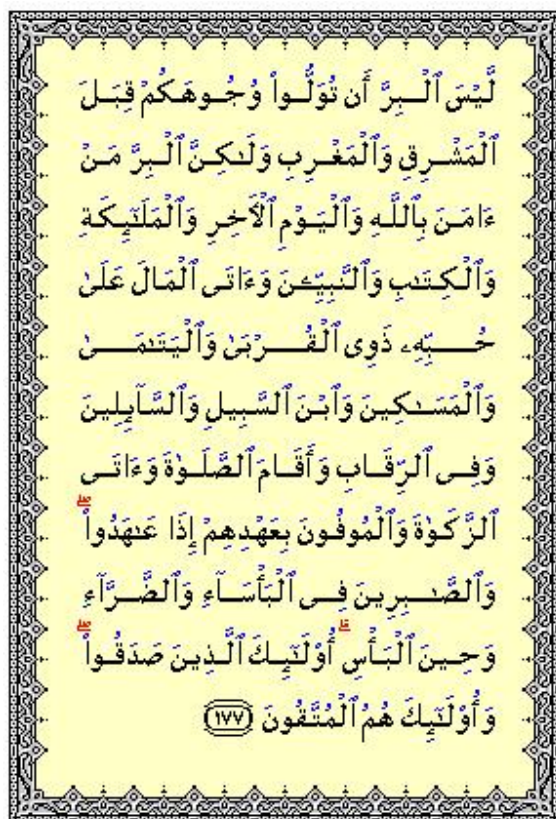 لَّيْسَ ٱلْبِرَّ أَن تُوَلُّوا۟ وُجُوهَكُمْ قِبَلَ
ٱلْمَشْرِقِ وَٱلْمَغْرِبِ وَلَٰكِنَّ ٱلْبِرَّ مَنْ
ءَامَنَ بِٱللَّهِ وَٱلْيَوْمِ ٱلْأَخِرِ وَٱلْمَلَٰٓئِكَةِ
وَٱلْكِتَٰبِ وَٱلنَّبِيِّۦنَ وَءَاتَى ٱلْمَالَ عَلَىٰ
حُبِّهِۦ ذَوِى ٱلْقُرْبَىٰ وَٱلْيَتَٰمَىٰ
وَٱلْمَسَٰكِينَ وَٱبْنَ ٱلسَّبِيلِ وَٱلسَّآئِلِينَ
وَفِى ٱلرِّقَابِ وَأَقَامَ ٱلصَّلَوٰةَ وَءَاتَى
ٱلزَّكَوٰةَ وَٱلْمُوفُونَ بِعَهْدِهِمْ إِذَا عَٰهَدُوا۟ ۖ
وَٱلصَّٰبِرِينَ فِى ٱلْبَأْسَآءِ وَٱلضَّرَّآءِ
وَحِينَ ٱلْبَأْسِ ۗ أُو۟لَٰٓئِكَ ٱلَّذِينَ صَدَقُوا۟ ۖ
وَأُو۟لَٰٓئِكَ هُمُ ٱلْمُتَّقُونَ ١٧٧